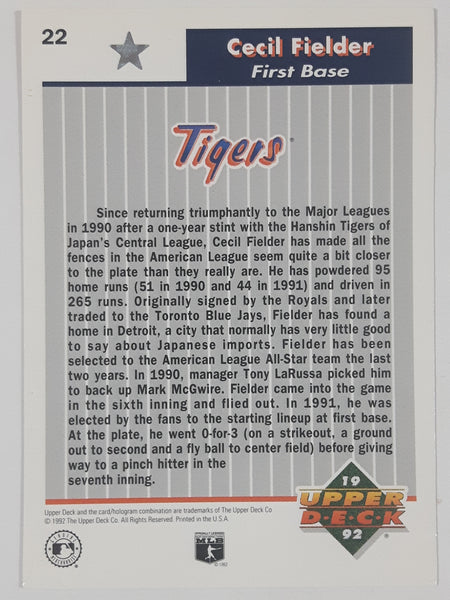 22
Cecil Fielder
First Base
Tigers
Since returning triumphantly to the Major Leagues
in 1990 after a one-year stint with the Hanshin Tigers of
Japan's Central League, Cecil Fielder has made all the
fences in the American League seem quite a bit closer
to the plate than they really are. He has powdered 95
home runs (51 in 1990 and 44 in 1991) and driven in
265 runs. Originally signed by the Royals and later
traded to the Toronto Blue Jays, Fielder has found a
home in Detroit, a city that normally has very little good
to say about Japanese imports. Fielder has been
selected to the American League All-Star team the last
two years. In 1990, manager Tony LaRussa picked him
to back up Mark McGwire. Fielder came into the game
in the sixth inning and flied out. In 1991, he was
elected by the fans to the starting lineup at first base.
At the plate, he went 0-for-3 (on a strikeout, a ground
out to second and a fly ball to center field) before giving
way to a pinch hitter in the
seventh inning.
19
UPPER
DECK
92
Upper Deck and the card/hologram combination are trademarks of The Upper Deck Co
© 1992 The Upper Deck Co. All Rights Reserved. Printed in the U.S.A.
GENUINE
MERCHANDISE
MLB